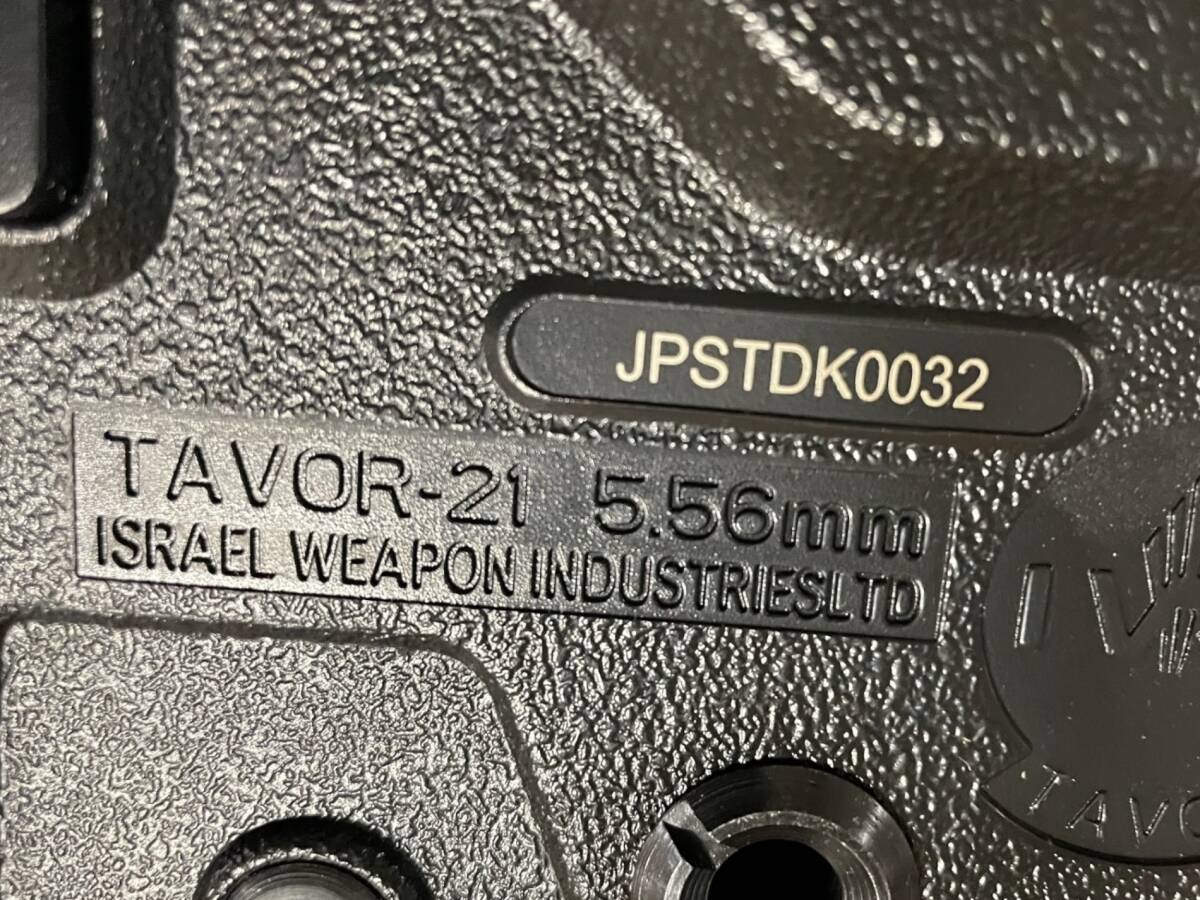 JPSTDK0032
TAVOR-21 5.56mm
ISRAEL WEAPON INDUSTRIESLTD